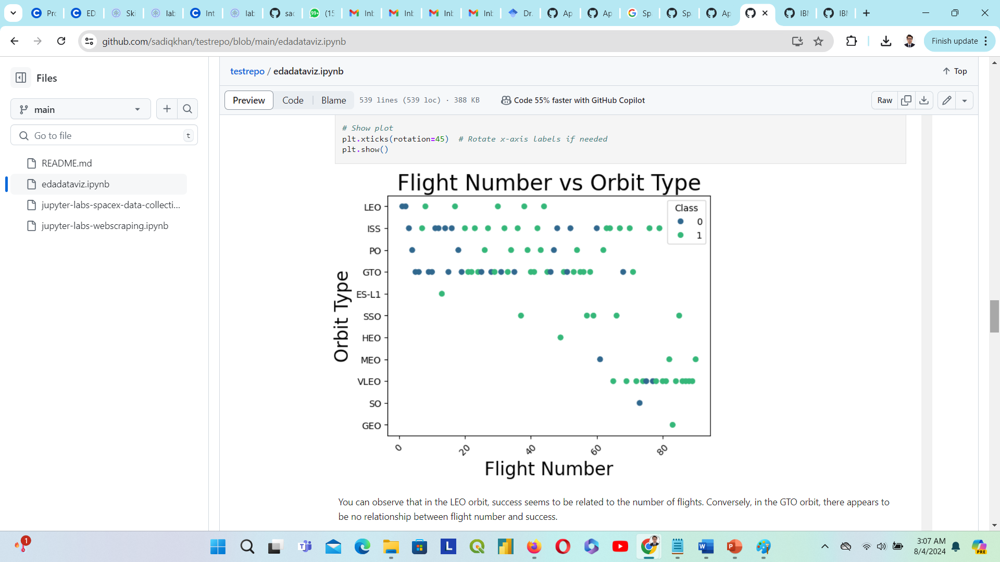 Pro
ED
Ski
lab
Int
lab
sac
99+
(15
Inb
Inb
Inb
Inb
Dr.
Ap
Ap
Sp
Sp
Ap
IBM
IBM
github.com/sadiqkhan/testrepo/blob/main/edadataviz.ipynb
Finish update
Files
main
Go to file
t
README.md
edadataviz.ipynb
jupyter-labs-spacex-data-collecti...
jupyter-labs-webscraping.ipynb
testrepo / edadataviz.ipynb
Top
Preview
Code
Blame
539 lines (539 loc) · 388 KB
Code 55% faster with GitHub Copilot
Raw
# Show plot
plt.xticks(rotation=45)  # Rotate x-axis labels if needed
plt.show()
Flight Number vs Orbit Type
Class
0
1
Orbit Type
LEO
ISS
PO
GTO
ES-L1
SSO
HEO
MEO
VLEO
SO
GEO
0
20
40
60
80
Flight Number
You can observe that in the LEO orbit, success seems to be related to the number of flights. Conversely, in the GTO orbit, there appears to
be no relationship between flight number and success.
1
3:07 AM
8/4/2024
PRE